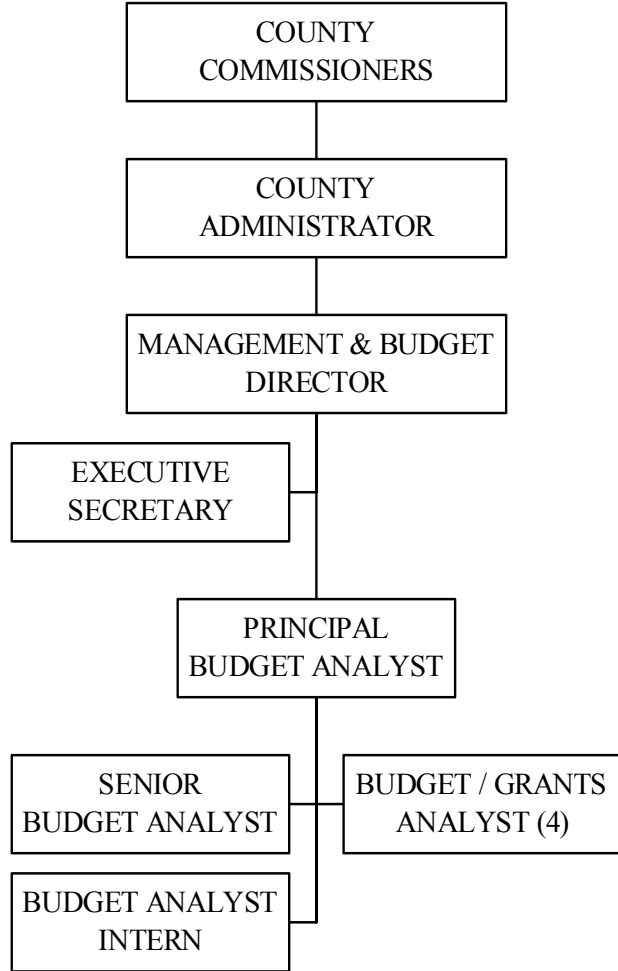 COUNTY
COMMISSIONERS
COUNTY
ADMINISTRATOR
MANAGEMENT & BUDGET
DIRECTOR
EXECUTIVE
SECRETARY
PRINCIPAL
BUDGET ANALYST
SENIOR
BUDGET ANALYST
BUDGET / GRANTS
ANALYST (4)
BUDGET ANALYST
INTERN